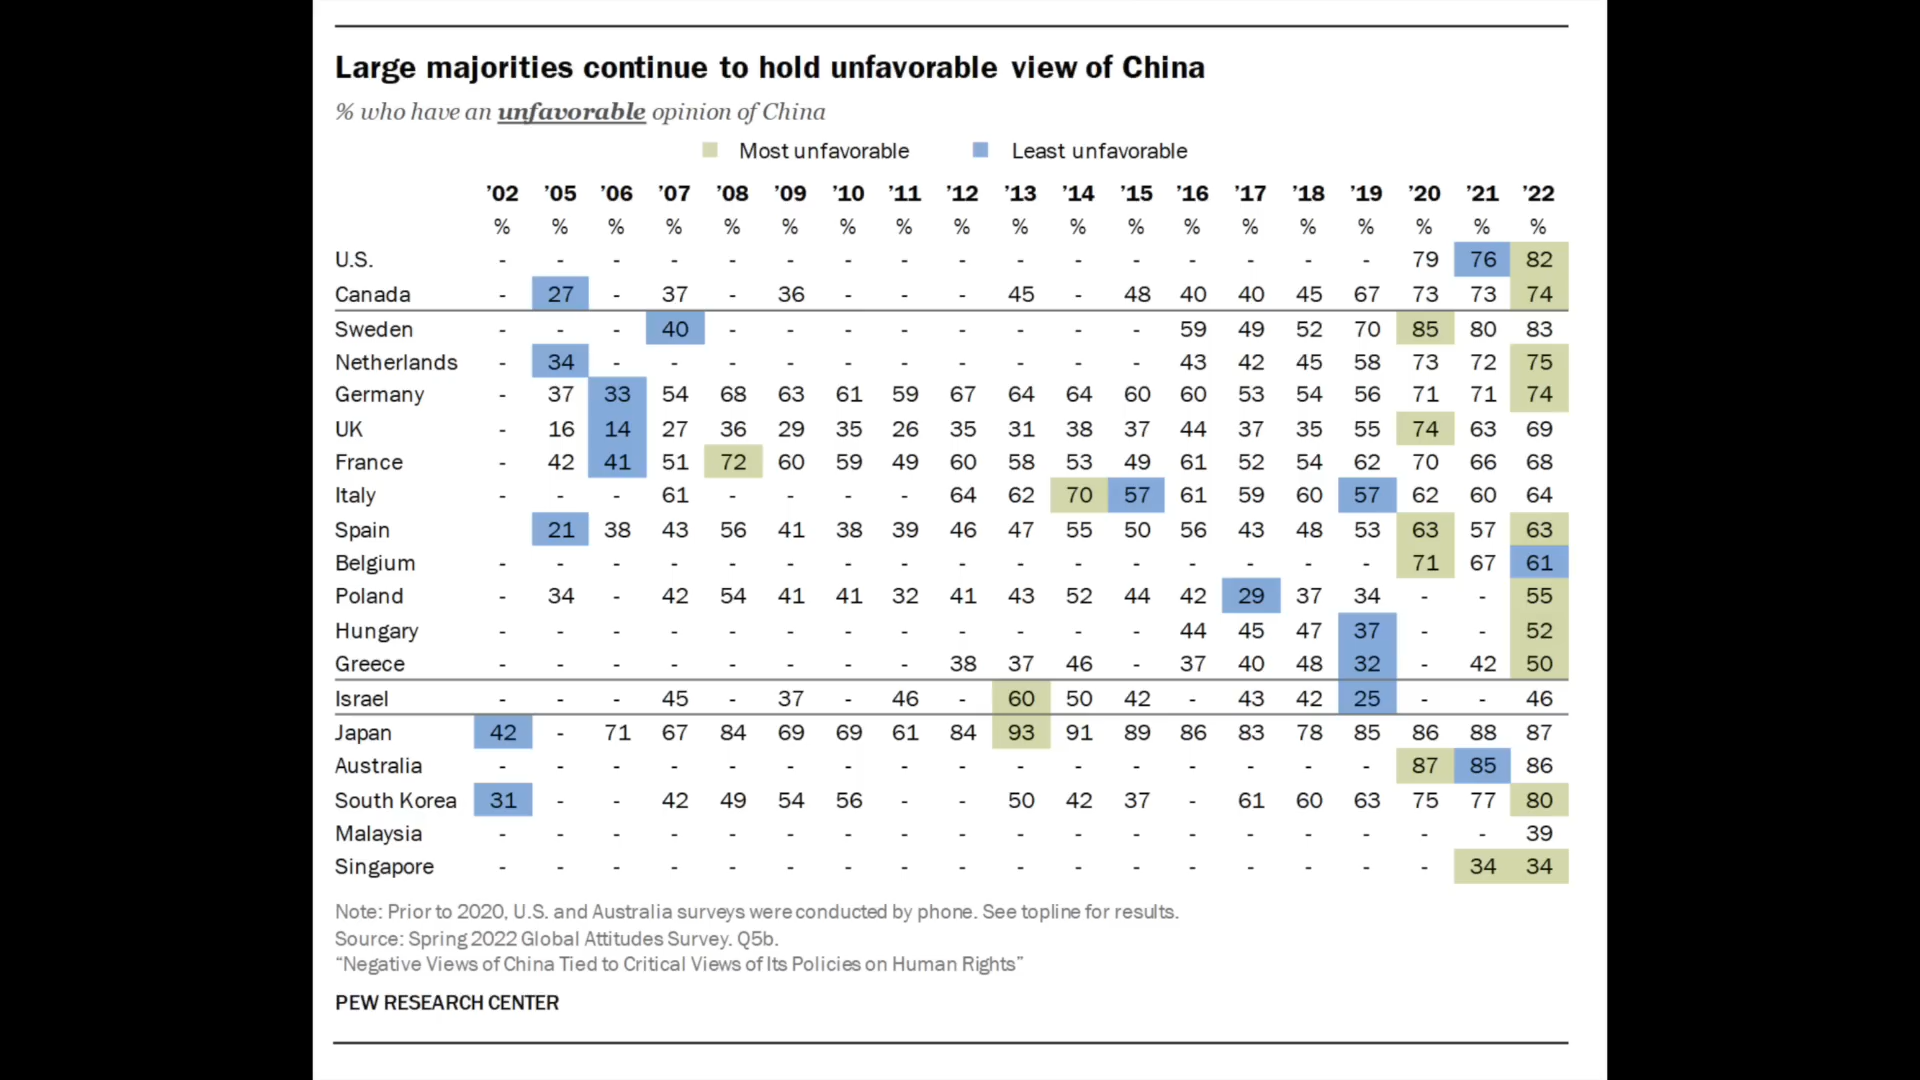 Large majorities continue to hold unfavorable view of China
% who have an unfavorable opinion of China
Most unfavorable Least unfavorable
’02 ’05 ’06 ’07 ’08 ’09 ’10 ’11 ’12 ’13 ’14 ’15 ’16 ’17 ’18 ’19 ’20 ’21 ’22
% % % % % % % % % % % % % % % % % % %
U.S. - - - - - - - - - - - - - - - - 79 76 82
Canada - 27 - 37 - 36 - - - 45 - 48 40 40 45 67 73 73 74
Sweden - - - 40 - - - - - - - - 59 49 52 70 85 80 83
Netherlands - 34 - - - - - - - - - - 43 42 45 58 73 72 75
Germany - 37 33 54 68 63 61 59 67 64 64 60 60 53 54 56 71 71 74
UK - 16 14 27 36 29 35 26 35 31 38 37 44 37 35 55 74 63 69
France - 42 41 51 72 60 59 49 60 58 53 49 61 52 54 62 70 66 68
Italy - - - 61 - - - - 64 62 70 57 61 59 60 57 62 60 64
Spain 21 38 43 56 41 38 39 46 47 55 50 56 43 48 53 63 57 63
Belgium - - - - - - - - - - - - - - - - 71 67 61
Poland - 34 - 42 54 41 41 32 41 43 52 44 42 29 37 34 - - 55
Hungary - - - - - - - - - - - - 44 45 47 37 - - 52
Greece - - - - - - - - 38 37 46 - 37 40 48 32 - 42 50
Israel - - - 45 - 37 - 46 - 60 50 42 - 43 42 25 - - 46
Japan 42 - 71 67 84 69 69 61 84 93 91 89 86 83 78 85 86 88 87
Australia - - - - - - - - - - - - - - - - 87 85 86
South Korea 31 - - 42 49 54 56 - - 50 42 37 - 61 60 63 75 77 80
Malaysia - - - - - - - - - - - - - - - - - - 39
Singapore - - - - - - - - - - - - - - - - - 34 34
Note: Prior to 2020, U.S. and Australia surveys were conducted by phone. See topline for results.
Source: Spring 2022 Global Attitudes Survey. Q5b.
“Negative Views of China Tied to Critical Views of Its Policies on Human Rights”
PEW RESEARCH CENTER